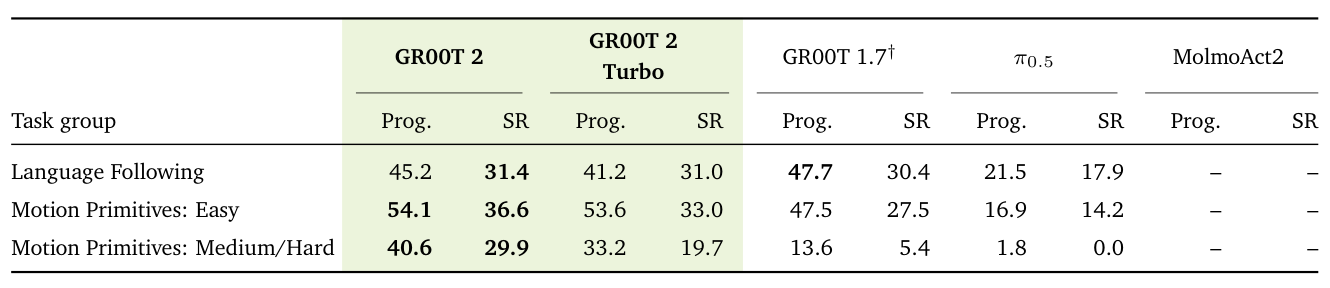 GR00T 2 GR00T 2 Turbo GR00T 1.7† π0.5 MolmoAct2
Task group Prog. SR Prog. SR Prog. SR Prog. SR Prog. SR
Language Following 45.2 31.4 41.2 31.0 47.7 30.4 21.5 17.9 – –
Motion Primitives: Easy 54.1 36.6 53.6 33.0 47.5 27.5 16.9 14.2 – –
Motion Primitives: Medium/Hard 40.6 29.9 33.2 19.7 13.6 5.4 1.8 0.0 – –